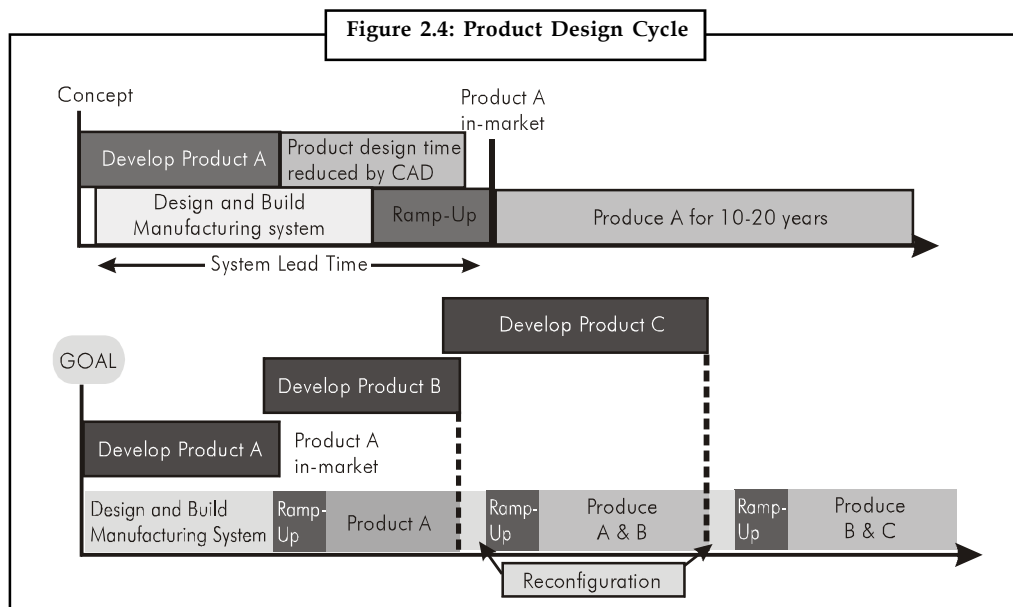 Figure 2.4: Product Design Cycle
Concept
Product A
in-market
Develop Product A
Product design time
reduced by CAD
Design and Build
Manufacturing system
Ramp-Up
Produce A for 10-20 years
System Lead Time
Develop Product C
GOAL
Develop Product B
Develop Product A
Product A
in-market
Design and Build
Manufacturing System
Ramp-
Up
Product A
Ramp-
Up
Produce
A & B
Ramp-
Up
Produce
B & C
Reconfiguration